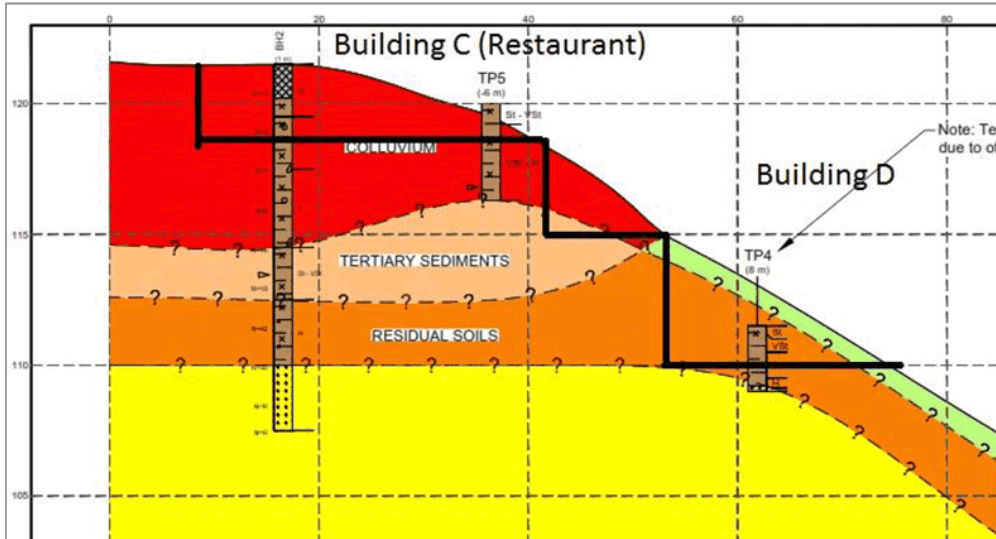 0 20 40 60 80
BH2
Building C (Restaurant)
TP5
(-6 m)
120
St - VSt
Note: Te
due to of
COLLUVIUM
Building D
115
TP4
(8 m)
TERTIARY SEDIMENTS
St
VSt
RESIDUAL SOILS
110
H
105